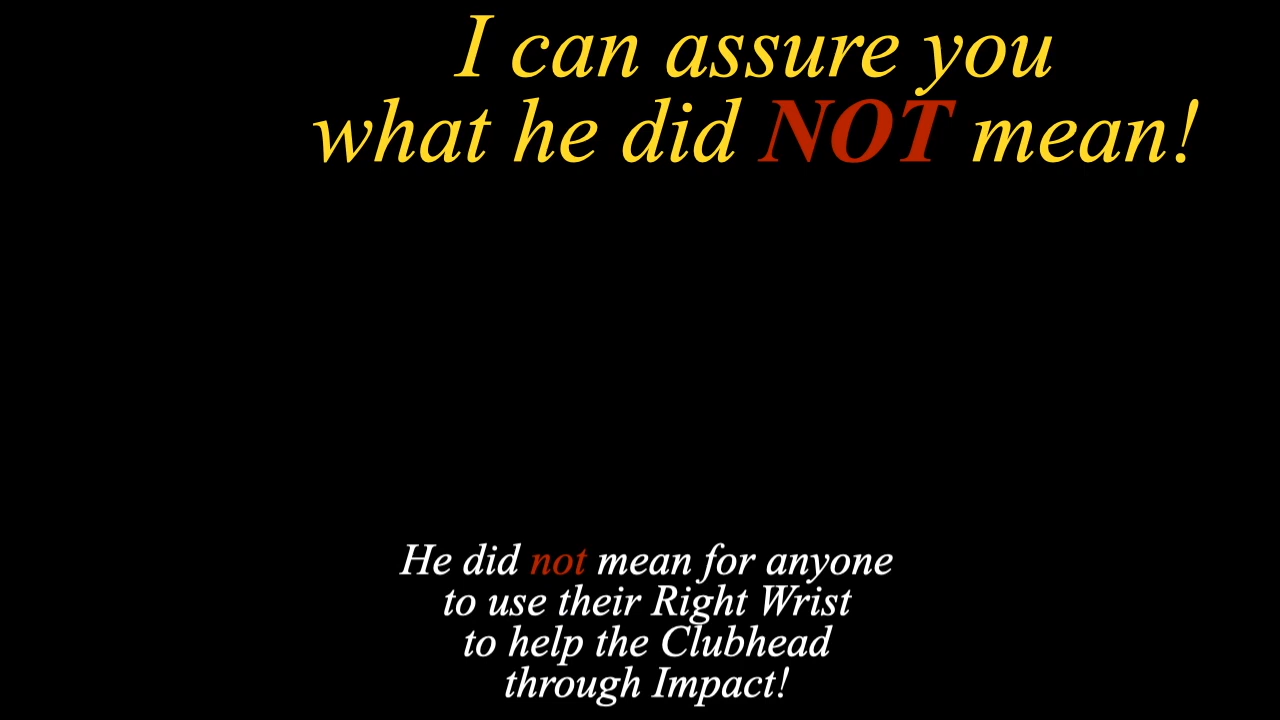 I can assure you
what he did NOT mean!
He did not mean for anyone
to use their Right Wrist
to help the Clubhead
through Impact!